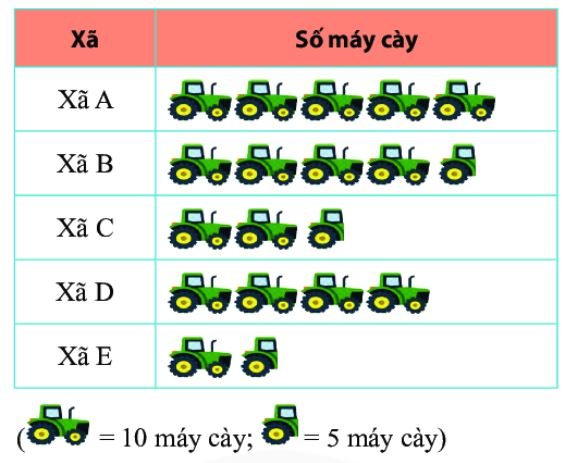 Xã Số máy cày
Xã A
Xã B
Xã C
Xã D
Xã E
( = 10 máy cày; = 5 máy cày)